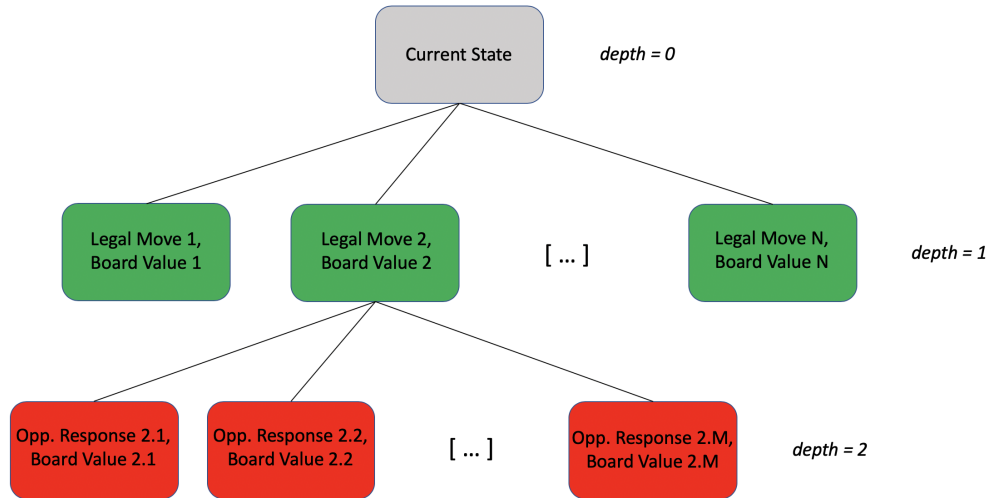 Current State
depth = 0
Legal Move 1,
Board Value 1
Legal Move 2,
Board Value 2
[ ... ]
Legal Move N,
Board Value N
depth = 1
Opp. Response 2.1,
Board Value 2.1
Opp. Response 2.2,
Board Value 2.2
[ ... ]
Opp. Response 2.M,
Board Value 2.M
depth = 2